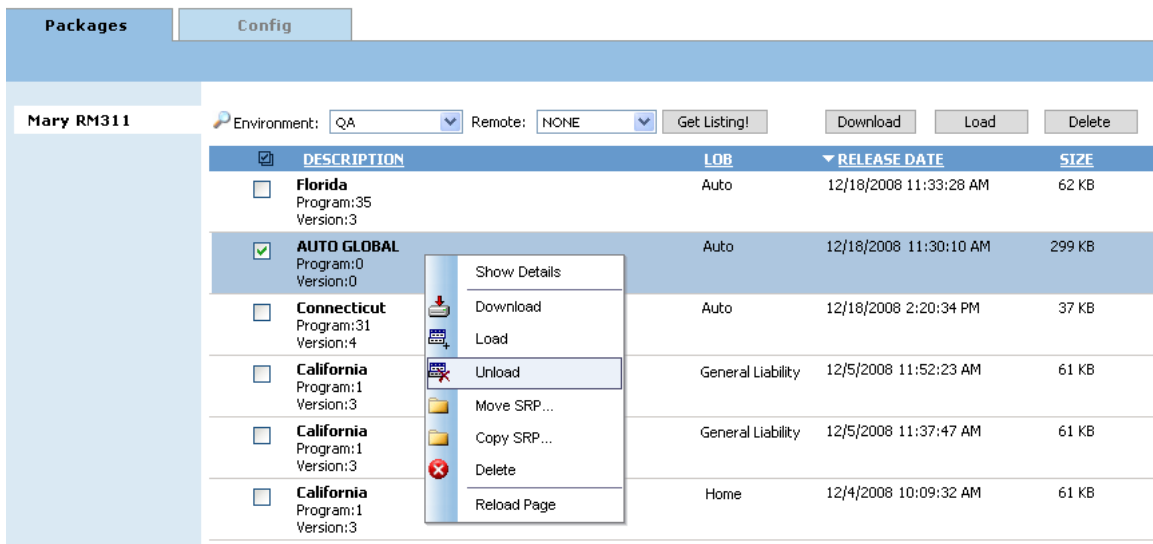 Packages Config
Mary RM311
Environment: QA Remote: NONE Get Listing! Download Load Delete
DESCRIPTION LOB RELEASE DATE SIZE
Florida Auto 12/18/2008 11:33:28 AM 62 KB
Program:35
Version:3
AUTO GLOBAL Auto 12/18/2008 11:30:10 AM 299 KB
Program:0
Version:0
Connecticut Auto 12/18/2008 2:20:34 PM 37 KB
Program:31
Version:4
California General Liability 12/5/2008 11:52:23 AM 61 KB
Program:1
Version:3
California General Liability 12/5/2008 11:37:47 AM 61 KB
Program:1
Version:3
California Home 12/4/2008 10:09:32 AM 61 KB
Program:1
Version:3
Show Details
Download
Load
Unload
Move SRP...
Copy SRP...
Delete
Reload Page